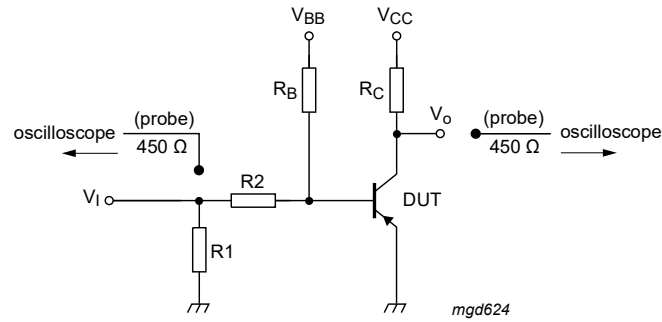 V_BB
V_CC
R_B
R_C
V_o
(probe)
450 Ω
oscilloscope
(probe)
450 Ω
oscilloscope
R2
V_I
DUT
R1
mgd624